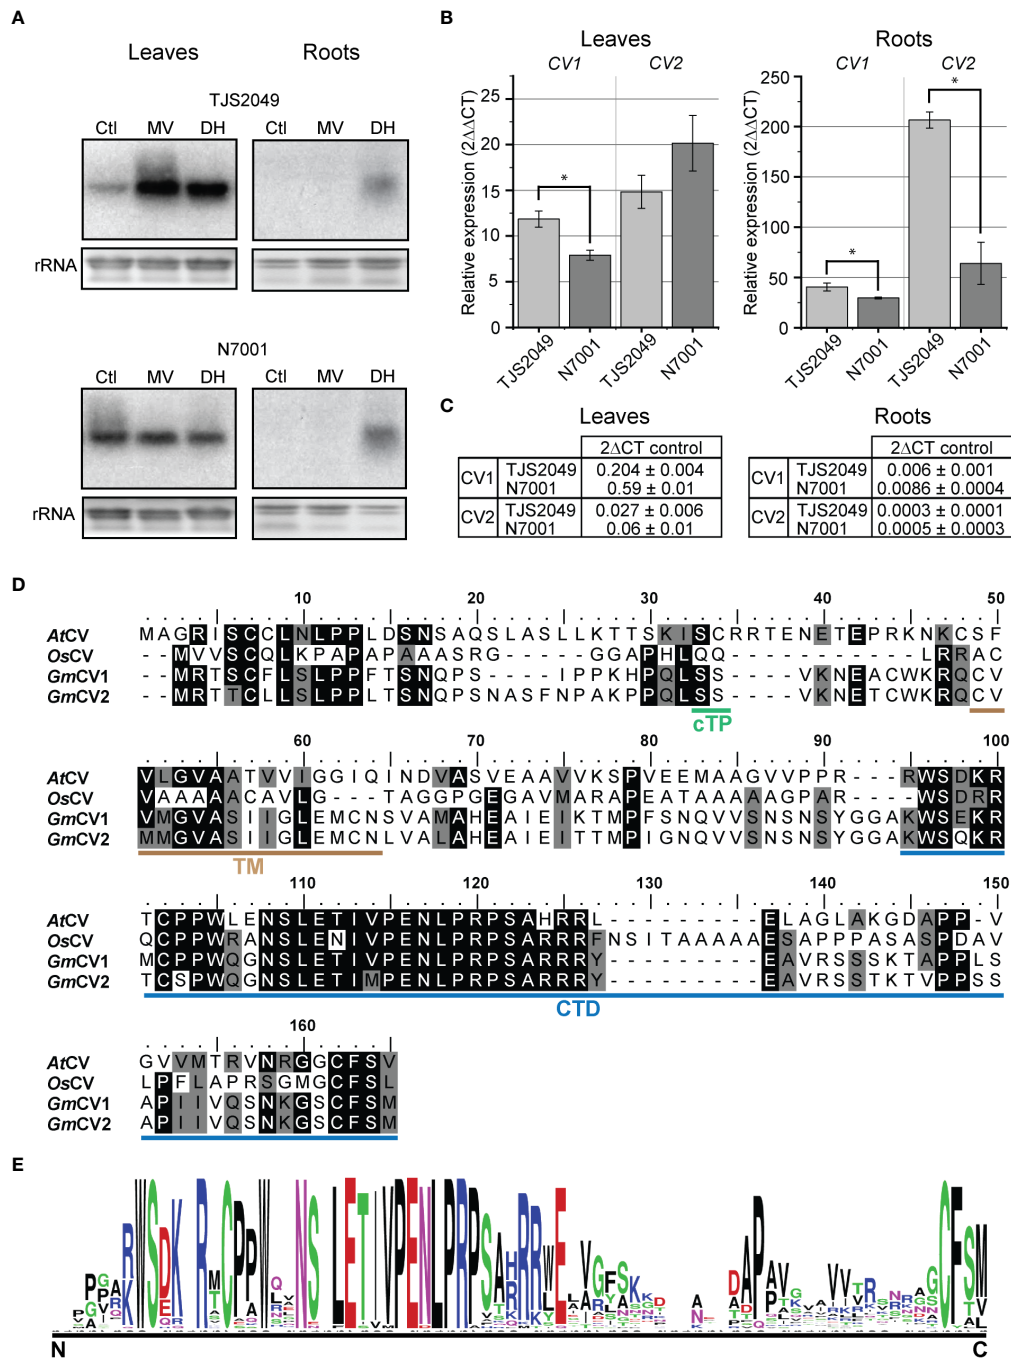 A
Leaves Roots
TJS2049
Ctl MV DH DH
Ctl MV
rRNA
N7001
Ctl MV DH Ctl MV DH
rRNA
B
Leaves
CV1 CV2
Relative expression (2ΔΔCT)
25
20
15
10
5
0
TJS2049 N7001 TJS2049 N7001
*
Roots
CV1 CV2
Relative expression (2ΔΔCT)
250
200
150
100
50
0
TJS2049 N7001 TJS2049 N7001
* *
C
Leaves
2ΔCT control
CV1 TJS2049 0.204 ± 0.004
N7001 0.59 ± 0.01
CV2 TJS2049 0.027 ± 0.006
N7001 0.06 ± 0.01
Roots
2ΔCT control
CV1 TJS2049 0.006 ± 0.001
N7001 0.0086 ± 0.0004
CV2 TJS2049 0.0003 ± 0.0001
N7001 0.0005 ± 0.0003
D
10 20 30 40 50
AtCV MAGRISCCLNLPPLDSNSAQSLASLLKTTSKISCRRTENETEPRKNKCSF
OsCV --MVVSCQLKPAPAPAAASRG-----GGAPHLQQ-----------LRRAC
GmCV1 --MRTSCFLSLPPFTSNQPS-----IPPKHPQLSS----VKNEACWKRQCV
GmCV2 --MRTTCLLSLPPLTSNQPSNASFNPAKPPQLSS----VKNETCWKRQCV
cTP
60 70 80 90 100
AtCV VLGVAATVVIGGIQINDVASVEAAVVKSPVEEMAAGVVPPR---RWSDKR
OsCV VAAAAACAVLG---TAGGPGEGAVMARAPEATAAAAAGPAR----WSDRR
GmCV1 VMGVASIIGLEMCNSVAMAHEAIEIKTMPFSNQVVSNSNSYGGAKWSEKR
GmCV2 MMGVASIIGLEMCNLVALAHEAIEITTMPIGNQVVSNSNSYGGAKWSQKR
TM
110 120 130 140 150
AtCV TCPPWLENSLETIVPENLPRPSAHRRL---------ELAGLAKGDAPP-V
OsCV QCPPWRANSLENIVPENLPRPSARRRFNSITAAAAAESAPPPASASPDAV
GmCV1 MCPPWQGNSLETIVPENLPRPSARRRY---------EAVRSSSKTAPPLS
GmCV2 TCSPWQGNSLETIMPENLPRPSARRRY---------EAVRSSTKTVPPSS
CTD
160
AtCV GVVMTRVNRGGCFSV
OsCV LPFLAPRSGMGCFSL
GmCV1 APIIVQSNKGSCFSM
GmCV2 APIIVQSNKGSCFSM
E
N C